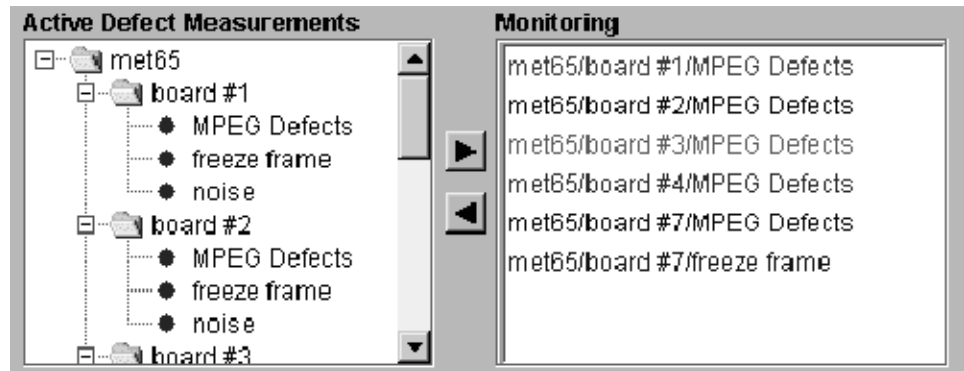 Active Defect Measurements
met65
board #1
MPEG Defects
freeze frame
noise
board #2
MPEG Defects
freeze frame
noise
board #3
Monitoring
met65/board #1/MPEG Defects
met65/board #2/MPEG Defects
met65/board #3/MPEG Defects
met65/board #4/MPEG Defects
met65/board #7/MPEG Defects
met65/board #7/freeze frame